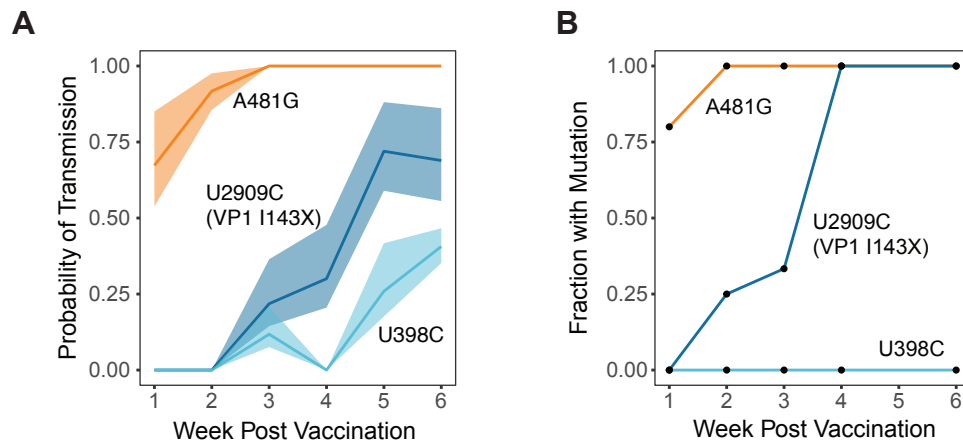 A
Probability of Transmission
1.00
0.75
0.50
0.25
0.00
A481G
U2909C
(VP1 I143X)
U398C
1 2 3 4 5 6
Week Post Vaccination
B
Fraction with Mutation
1.00
0.75
0.50
0.25
0.00
A481G
U2909C
(VP1 I143X)
U398C
1 2 3 4 5 6
Week Post Vaccination